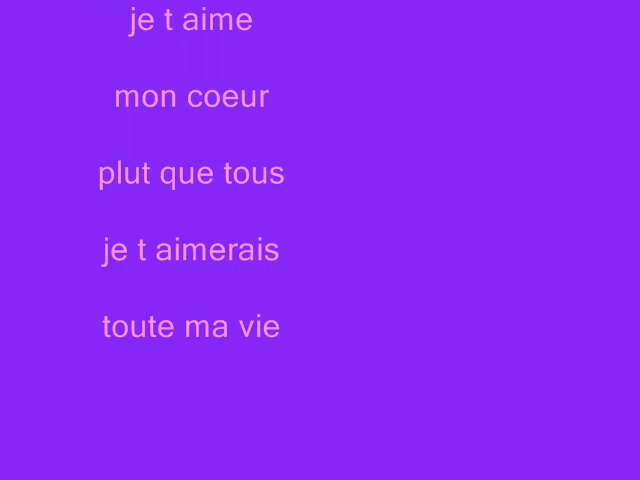 je t aime
mon coeur
plut que tous
je t aimerais
toute ma vie